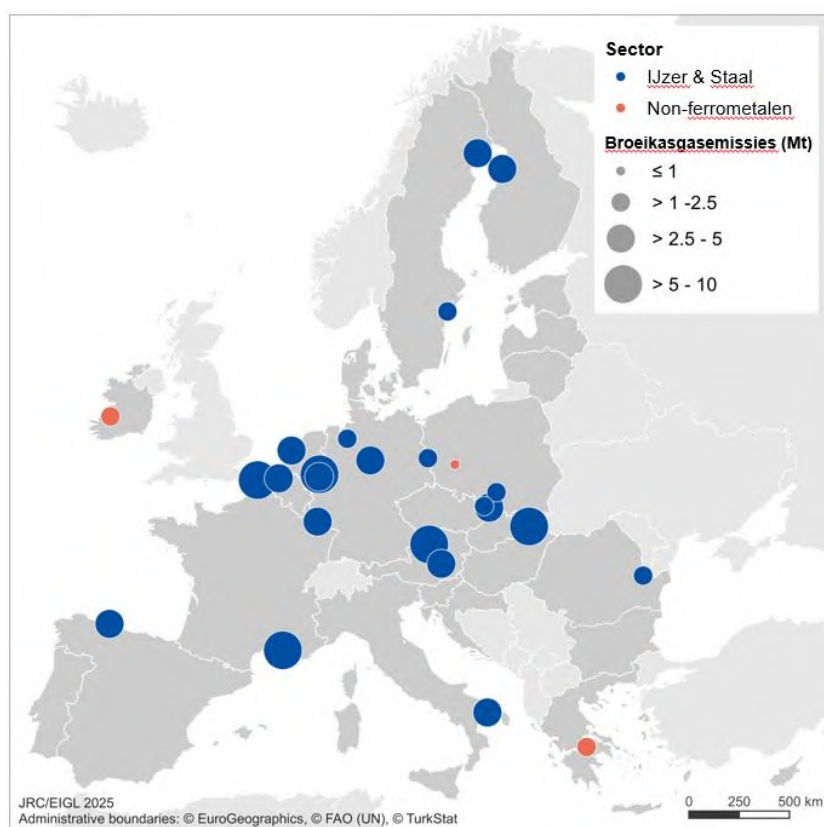 Sector
IJzer & Staal
Non-ferrometalen
Broeikasgasemissies (Mt)
≤ 1
> 1 -2.5
> 2.5 - 5
> 5 - 10
JRC/EIGL 2025
Administrative boundaries: © EuroGeographics, © FAO (UN), © TurkStat
0 250 500 km